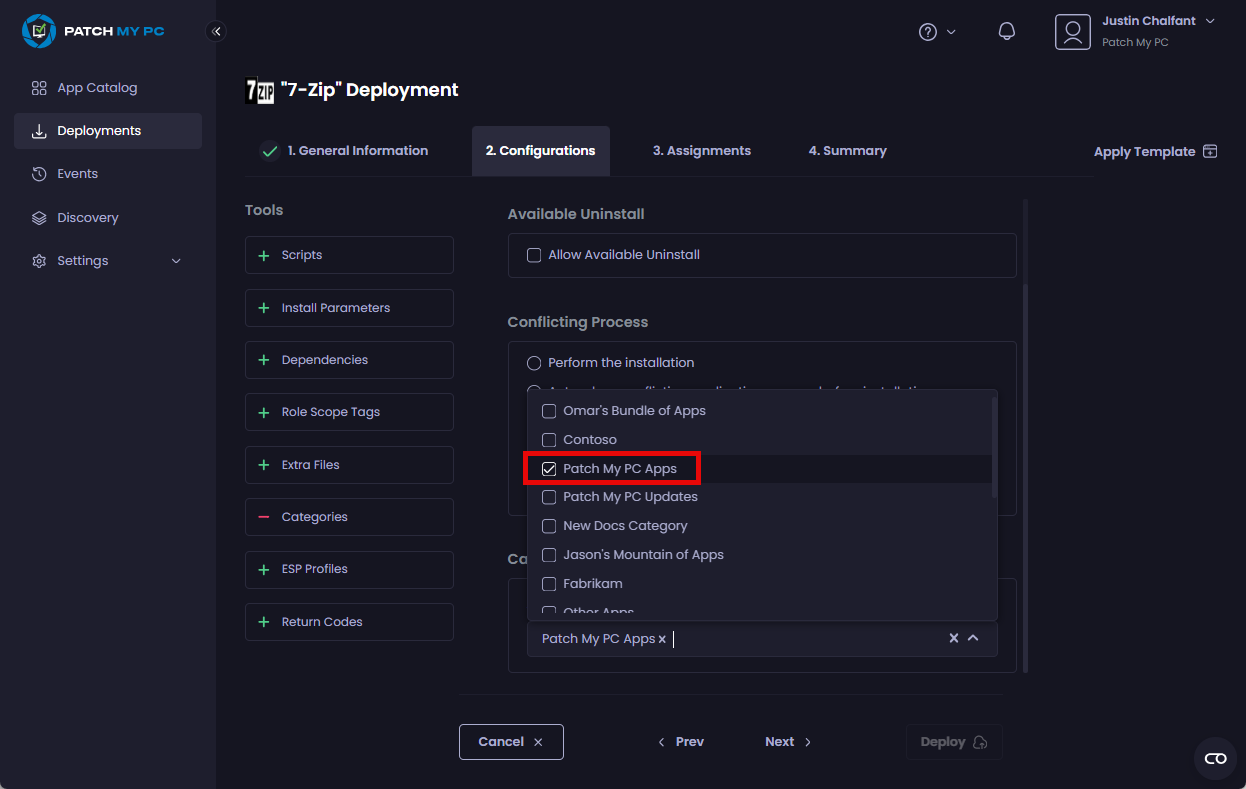 PATCH MY PC
Justin Chalfant
Patch My PC
App Catalog
Deployments
Events
Discovery
Settings
7ZIP "7-Zip" Deployment
1. General Information
2. Configurations
3. Assignments
4. Summary
Apply Template
Tools
Scripts
Install Parameters
Dependencies
Role Scope Tags
Extra Files
Categories
ESP Profiles
Return Codes
Available Uninstall
Allow Available Uninstall
Conflicting Process
Perform the installation
Omar's Bundle of Apps
Contoso
Patch My PC Apps
Patch My PC Updates
New Docs Category
Jason's Mountain of Apps
Fabrikam
Other Apps
Ca
Patch My PC Apps x
Cancel
Prev
Next
Deploy